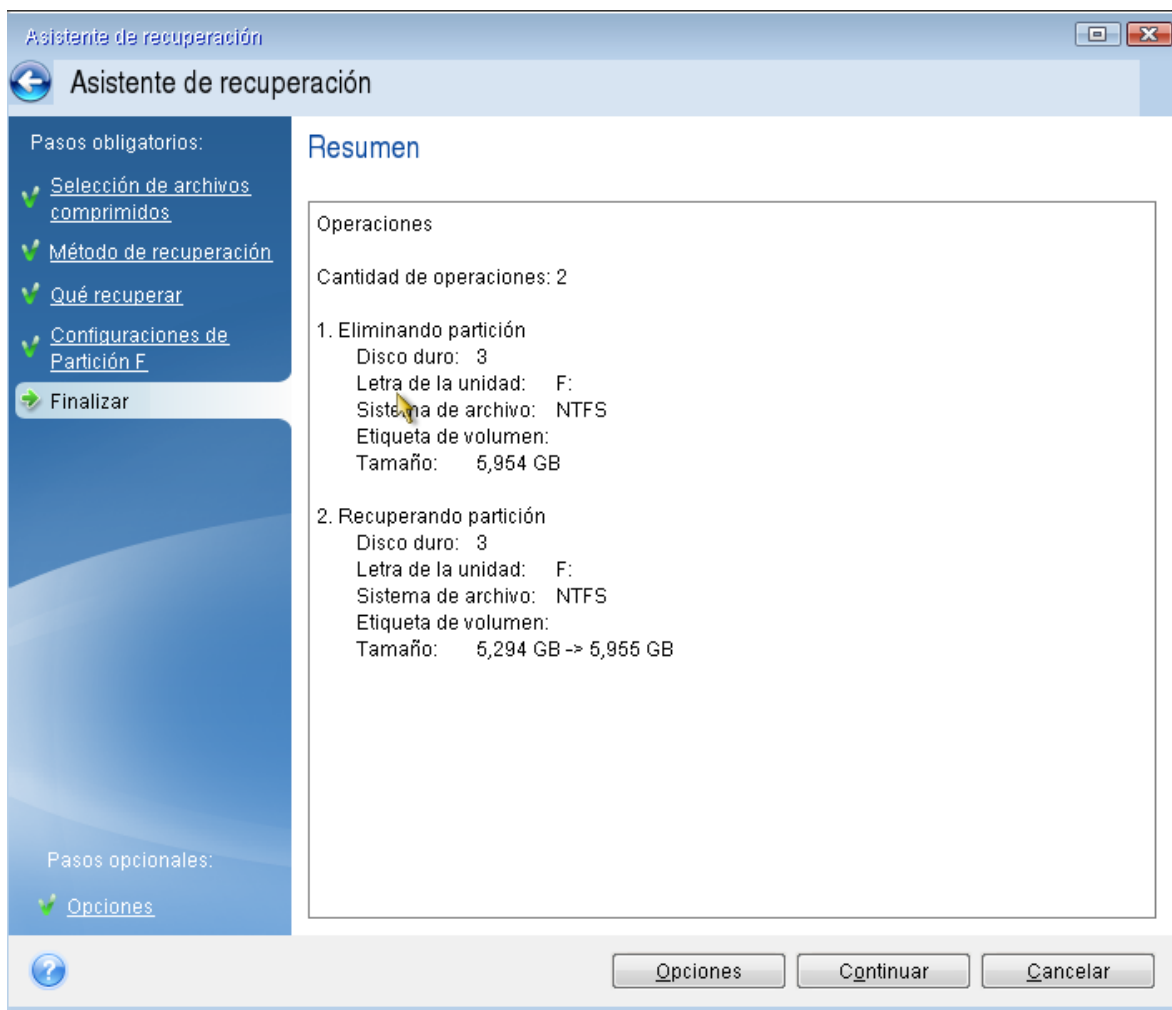 Asistente de recuperación
Asistente de recuperación
Pasos obligatorios:
Selección de archivos
comprimidos
Método de recuperación
Qué recuperar
Configuraciones de
Partición F
Finalizar
Pasos opcionales:
Opciones
Resumen
Operaciones
Cantidad de operaciones: 2
1. Eliminando partición
Disco duro: 3
Letra de la unidad: F:
Sistema de archivo: NTFS
Etiqueta de volumen:
Tamaño: 5,954 GB
2. Recuperando partición
Disco duro: 3
Letra de la unidad: F:
Sistema de archivo: NTFS
Etiqueta de volumen:
Tamaño: 5,294 GB -> 5,955 GB
Opciones Continuar Cancelar